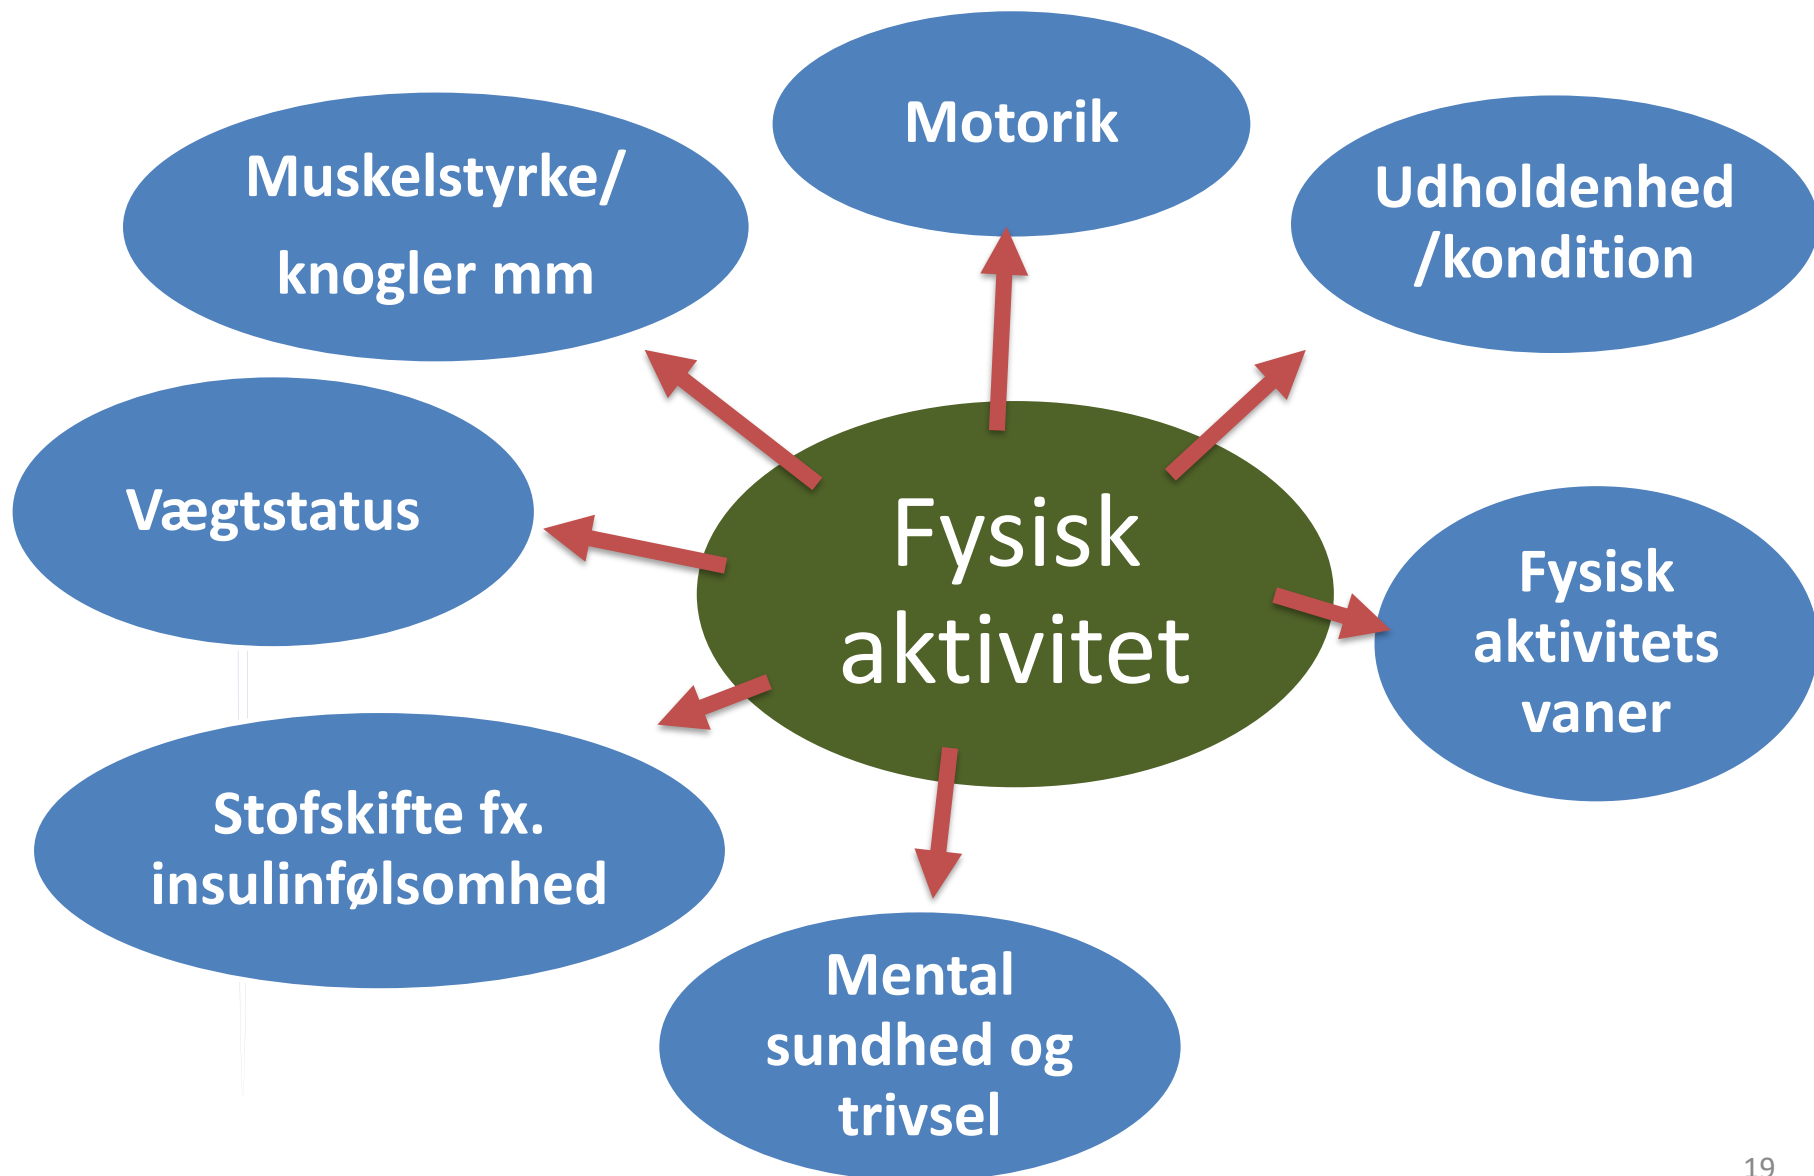 Motorik
Muskelstyrke/
knogler mm
Udholdenhed
/kondition
Vægtstatus
Fysisk
aktivitet
Fysisk
aktivitets
vaner
Stofskifte fx.
insulinfølsomhed
Mental
sundhed og
trivsel
19